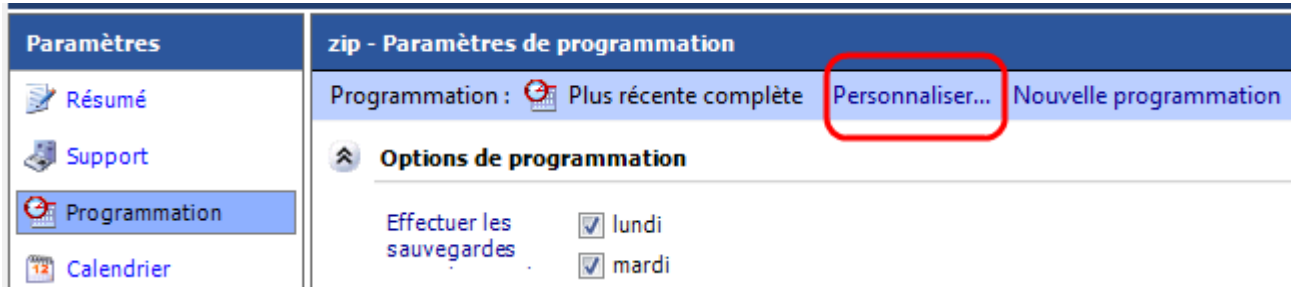 Paramètres
Résumé
Support
Programmation
12 Calendrier
zip - Paramètres de programmation
Programmation : Plus récente complète Personnaliser... Nouvelle programmation
Options de programmation
Effectuer les
sauvegardes
lundi
mardi